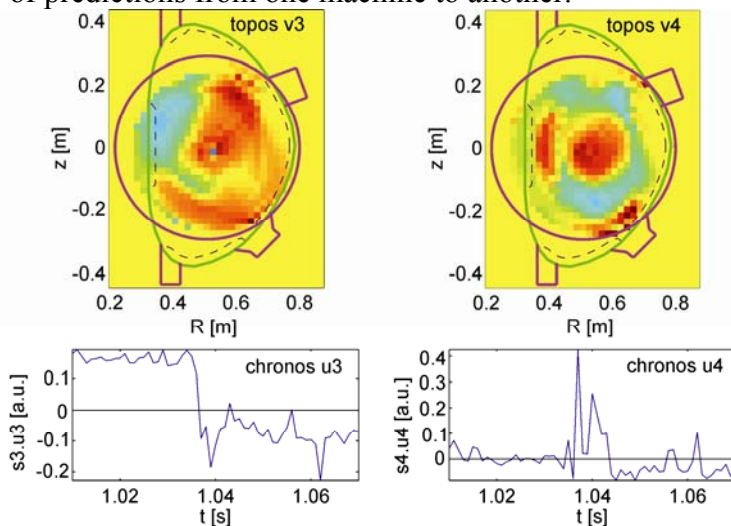 of predictions from one machine to another.
topos v3
topos v4
0.4
0.2
0
-0.2
-0.4
z [m]
0.2 0.4 0.6 0.8
R [m]
0.4
0.2
0
-0.2
-0.4
z [m]
0.2 0.4 0.6 0.8
R [m]
chronos u3
0.1
0
-0.1
-0.2
s3.u3 [a.u.]
1.02 1.04 1.06
t [s]
chronos u4
0.4
0.3
0.2
0.1
0
s4.u4 [a.u.]
1.02 1.04 1.06
t [s]